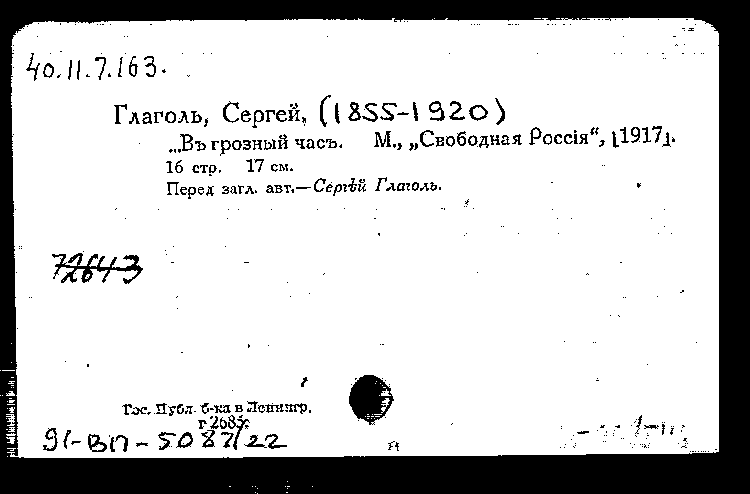 40.11.7.163.
Глаголь, Сергей, (1855-1920)
...Въ грозный часъ. М., „Свободная Россія“, [1917].
16 стр. 17 см.
Перед загл. авт.—Сергѣй Глаголь.
72643
Гос. Публ. б-ка в Ленингр.
г 2685г
91-ВП-5087/22
А